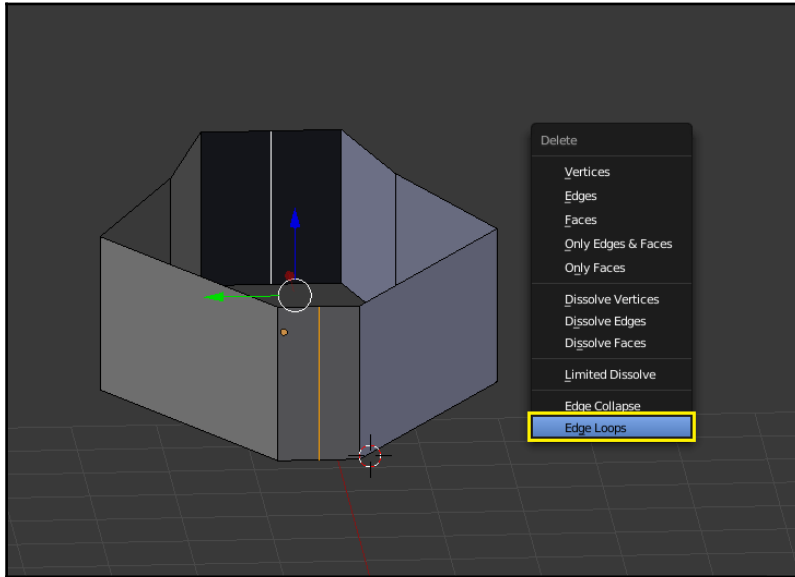 Delete
Vertices
Edges
Faces
Only Edges & Faces
Only Faces
Dissolve Vertices
Dissolve Edges
Dissolve Faces
Limited Dissolve
Edge Collapse
Edge Loops